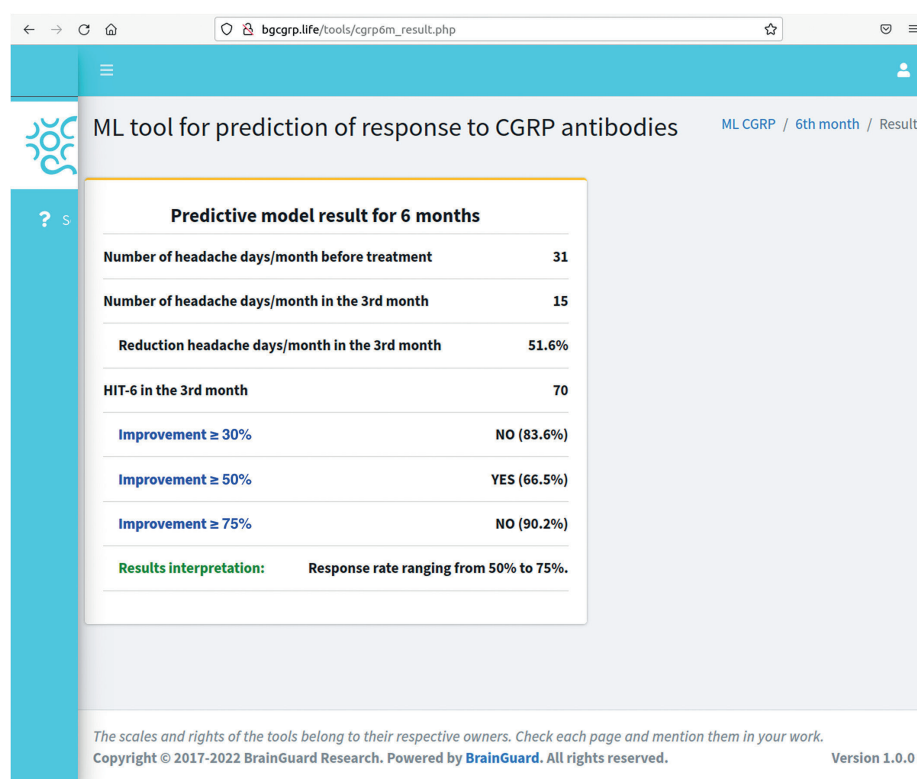 bgcgrp.life/tools/cgrp6m_result.php
ML tool for prediction of response to CGRP antibodies
ML CGRP / 6th month / Result
? S
Predictive model result for 6 months
Number of headache days/month before treatment 31
Number of headache days/month in the 3rd month 15
Reduction headache days/month in the 3rd month 51.6%
HIT-6 in the 3rd month 70
Improvement ≥ 30% NO (83.6%)
Improvement ≥ 50% YES (66.5%)
Improvement ≥ 75% NO (90.2%)
Results interpretation: Response rate ranging from 50% to 75%.
The scales and rights of the tools belong to their respective owners. Check each page and mention them in your work.
Copyright © 2017-2022 BrainGuard Research. Powered by BrainGuard. All rights reserved. Version 1.0.0